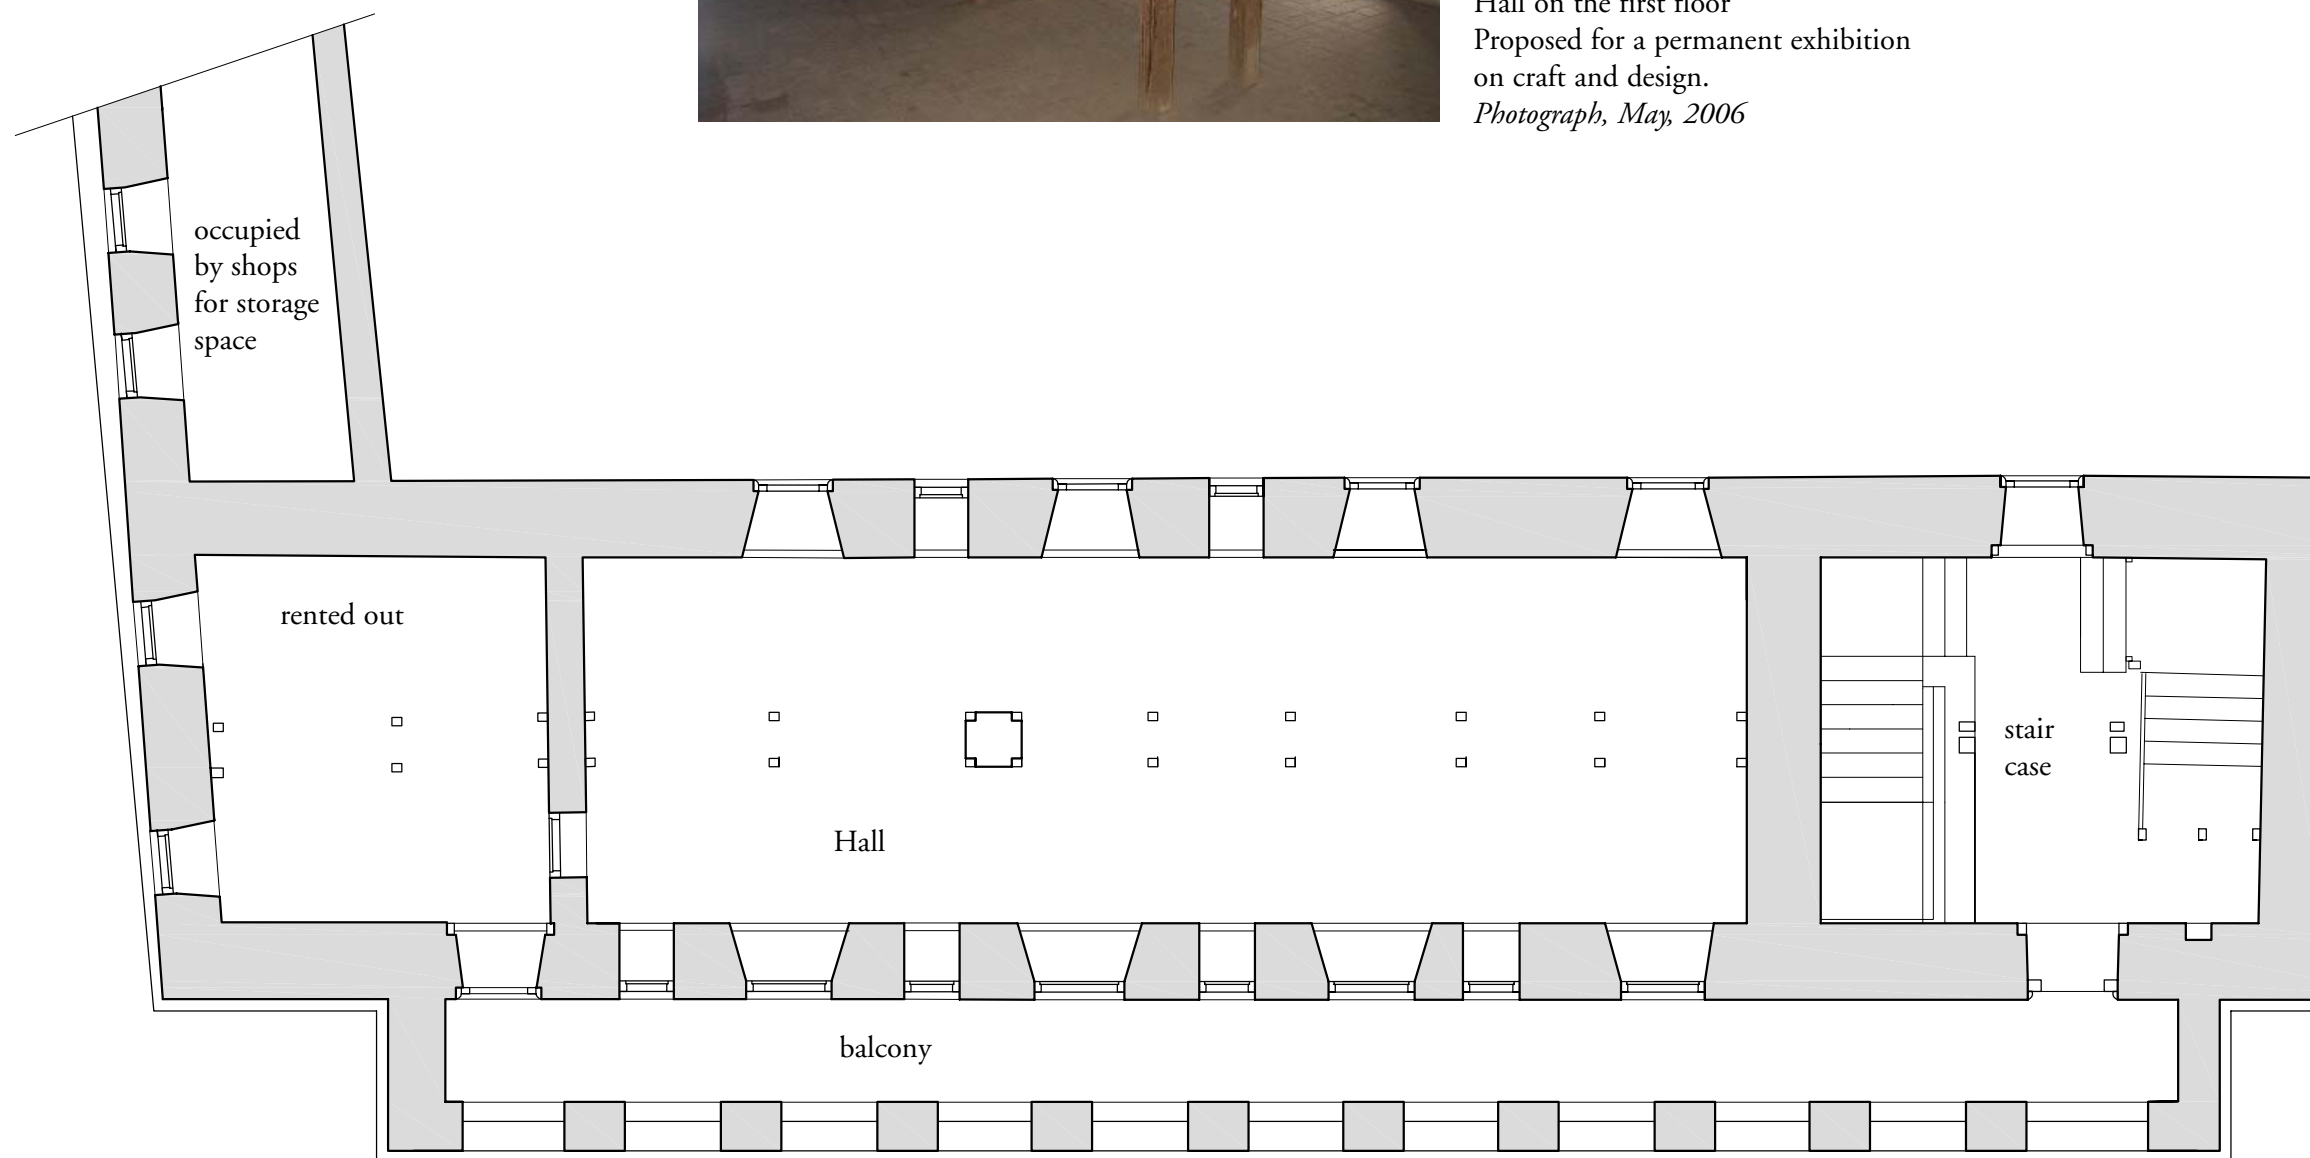 Hall on the first floor
Proposed for a permanent exhibition
on craft and design.
Photograph, May, 2006
occupied
by shops
for storage
space
rented out
stair
case
Hall
balcony